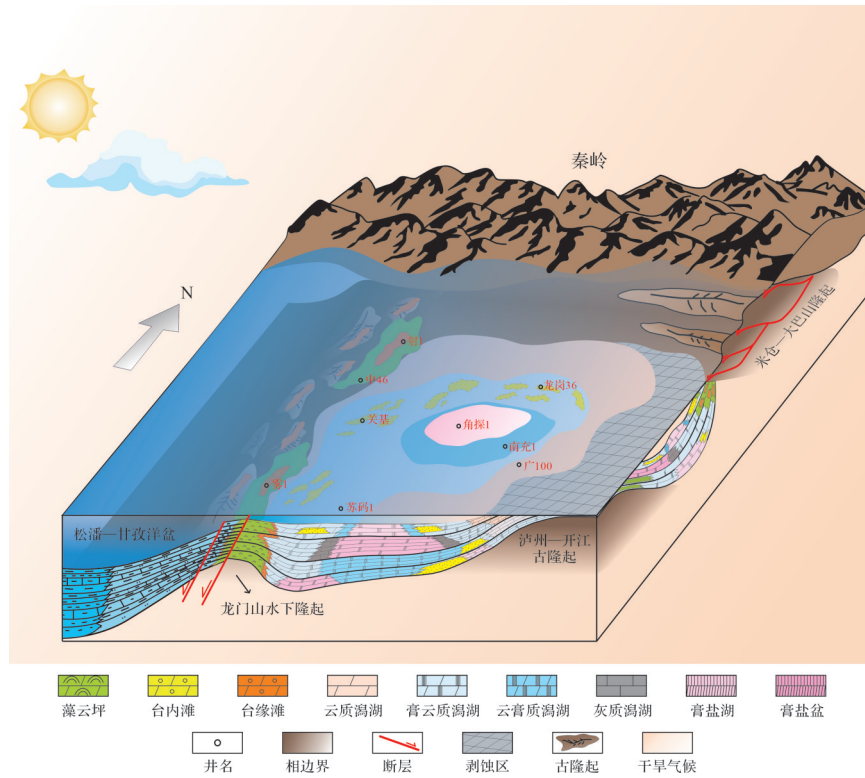 秦岭
N
米仓—大巴山隆起
中46
龙岗36
关基
角探1
南充1
广100
苏码1
松潘—甘孜洋盆
泸州—开江
古隆起
龙门山水下隆起
藻云坪
台内滩
台缘滩
云质潟湖
膏云质潟湖
云膏质潟湖
灰质潟湖
膏盐湖
膏盐盆
井名
相边界
断层
剥蚀区
古隆起
干旱气候